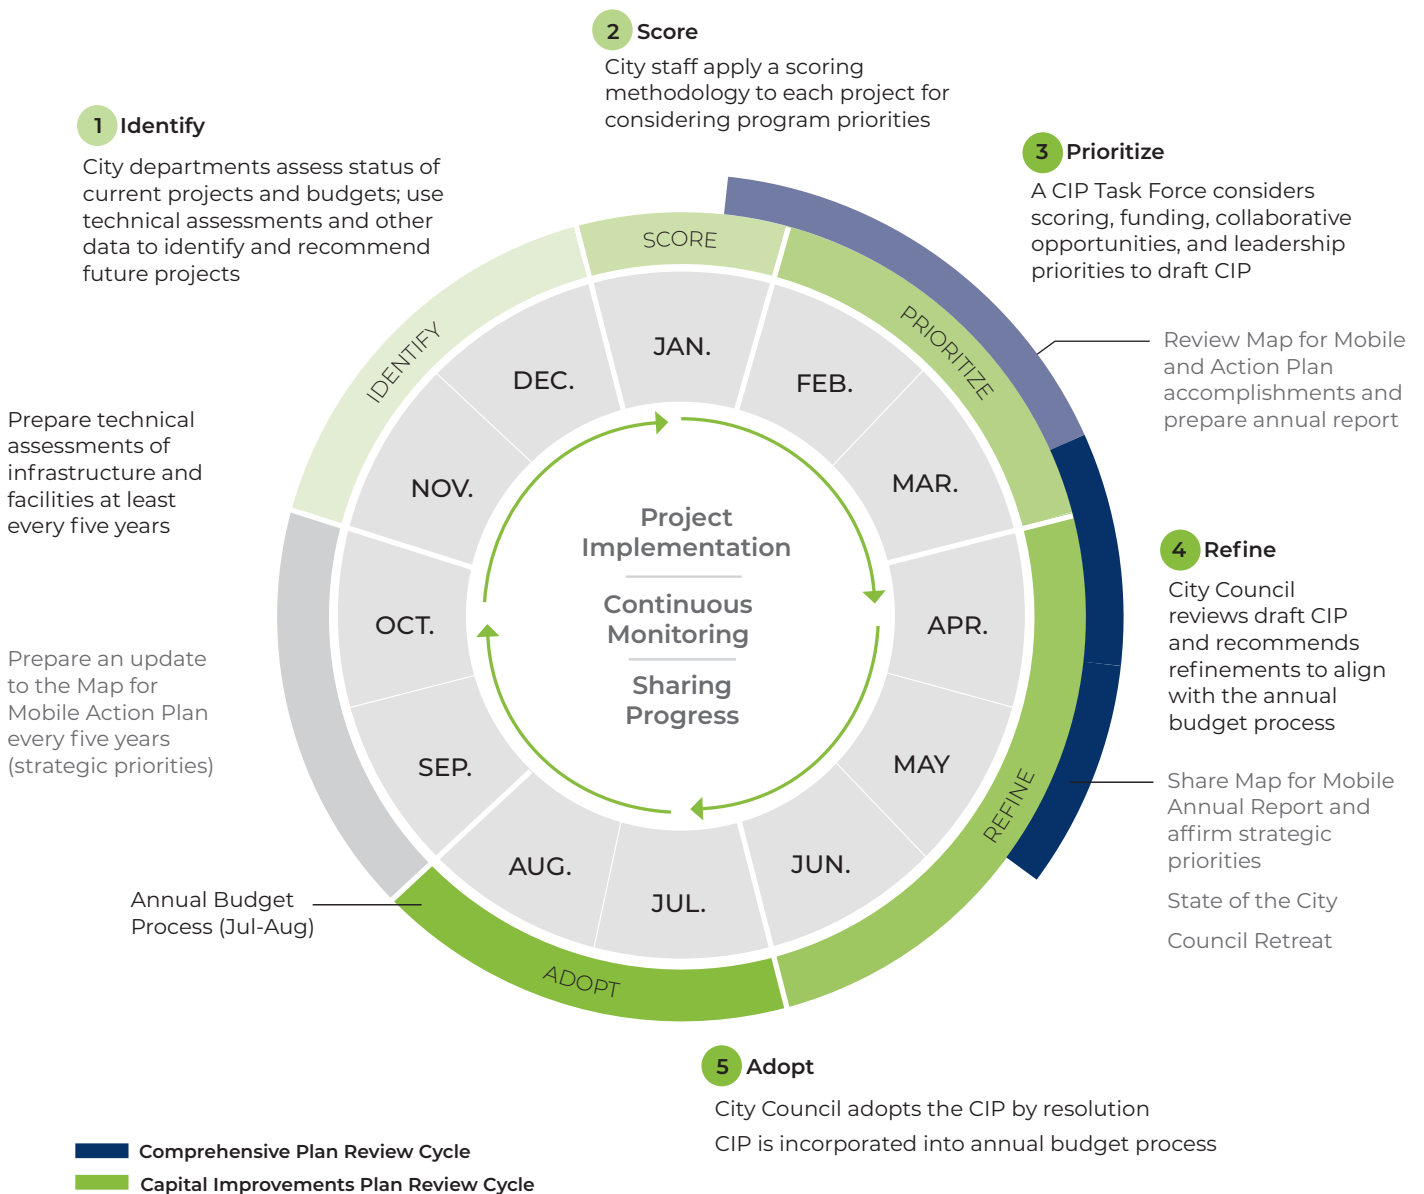 2 Score
City staff apply a scoring
methodology to each project for
considering program priorities
1 Identify
City departments assess status of
current projects and budgets; use
technical assessments and other
data to identify and recommend
future projects
3 Prioritize
A CIP Task Force considers
scoring, funding, collaborative
opportunities, and leadership
priorities to draft CIP
Review Map for Mobile
and Action Plan
accomplishments and
prepare annual report
Prepare technical
assessments of
infrastructure and
facilities at least
every five years
4 Refine
City Council
reviews draft CIP
and recommends
refinements to align
with the annual
budget process
Prepare an update
to the Map for
Mobile Action Plan
every five years
(strategic priorities)
Share Map for Mobile
Annual Report and
affirm strategic
priorities
State of the City
Council Retreat
Annual Budget
Process (Jul-Aug)
IDENTIFY
SCORE
PRIORITIZE
REFINE
ADOPT
JAN.
FEB.
MAR.
APR.
MAY
JUN.
JUL.
AUG.
SEP.
OCT.
NOV.
DEC.
Project
Implementation
Continuous
Monitoring
Sharing
Progress
5 Adopt
City Council adopts the CIP by resolution
CIP is incorporated into annual budget process
Comprehensive Plan Review Cycle
Capital Improvements Plan Review Cycle